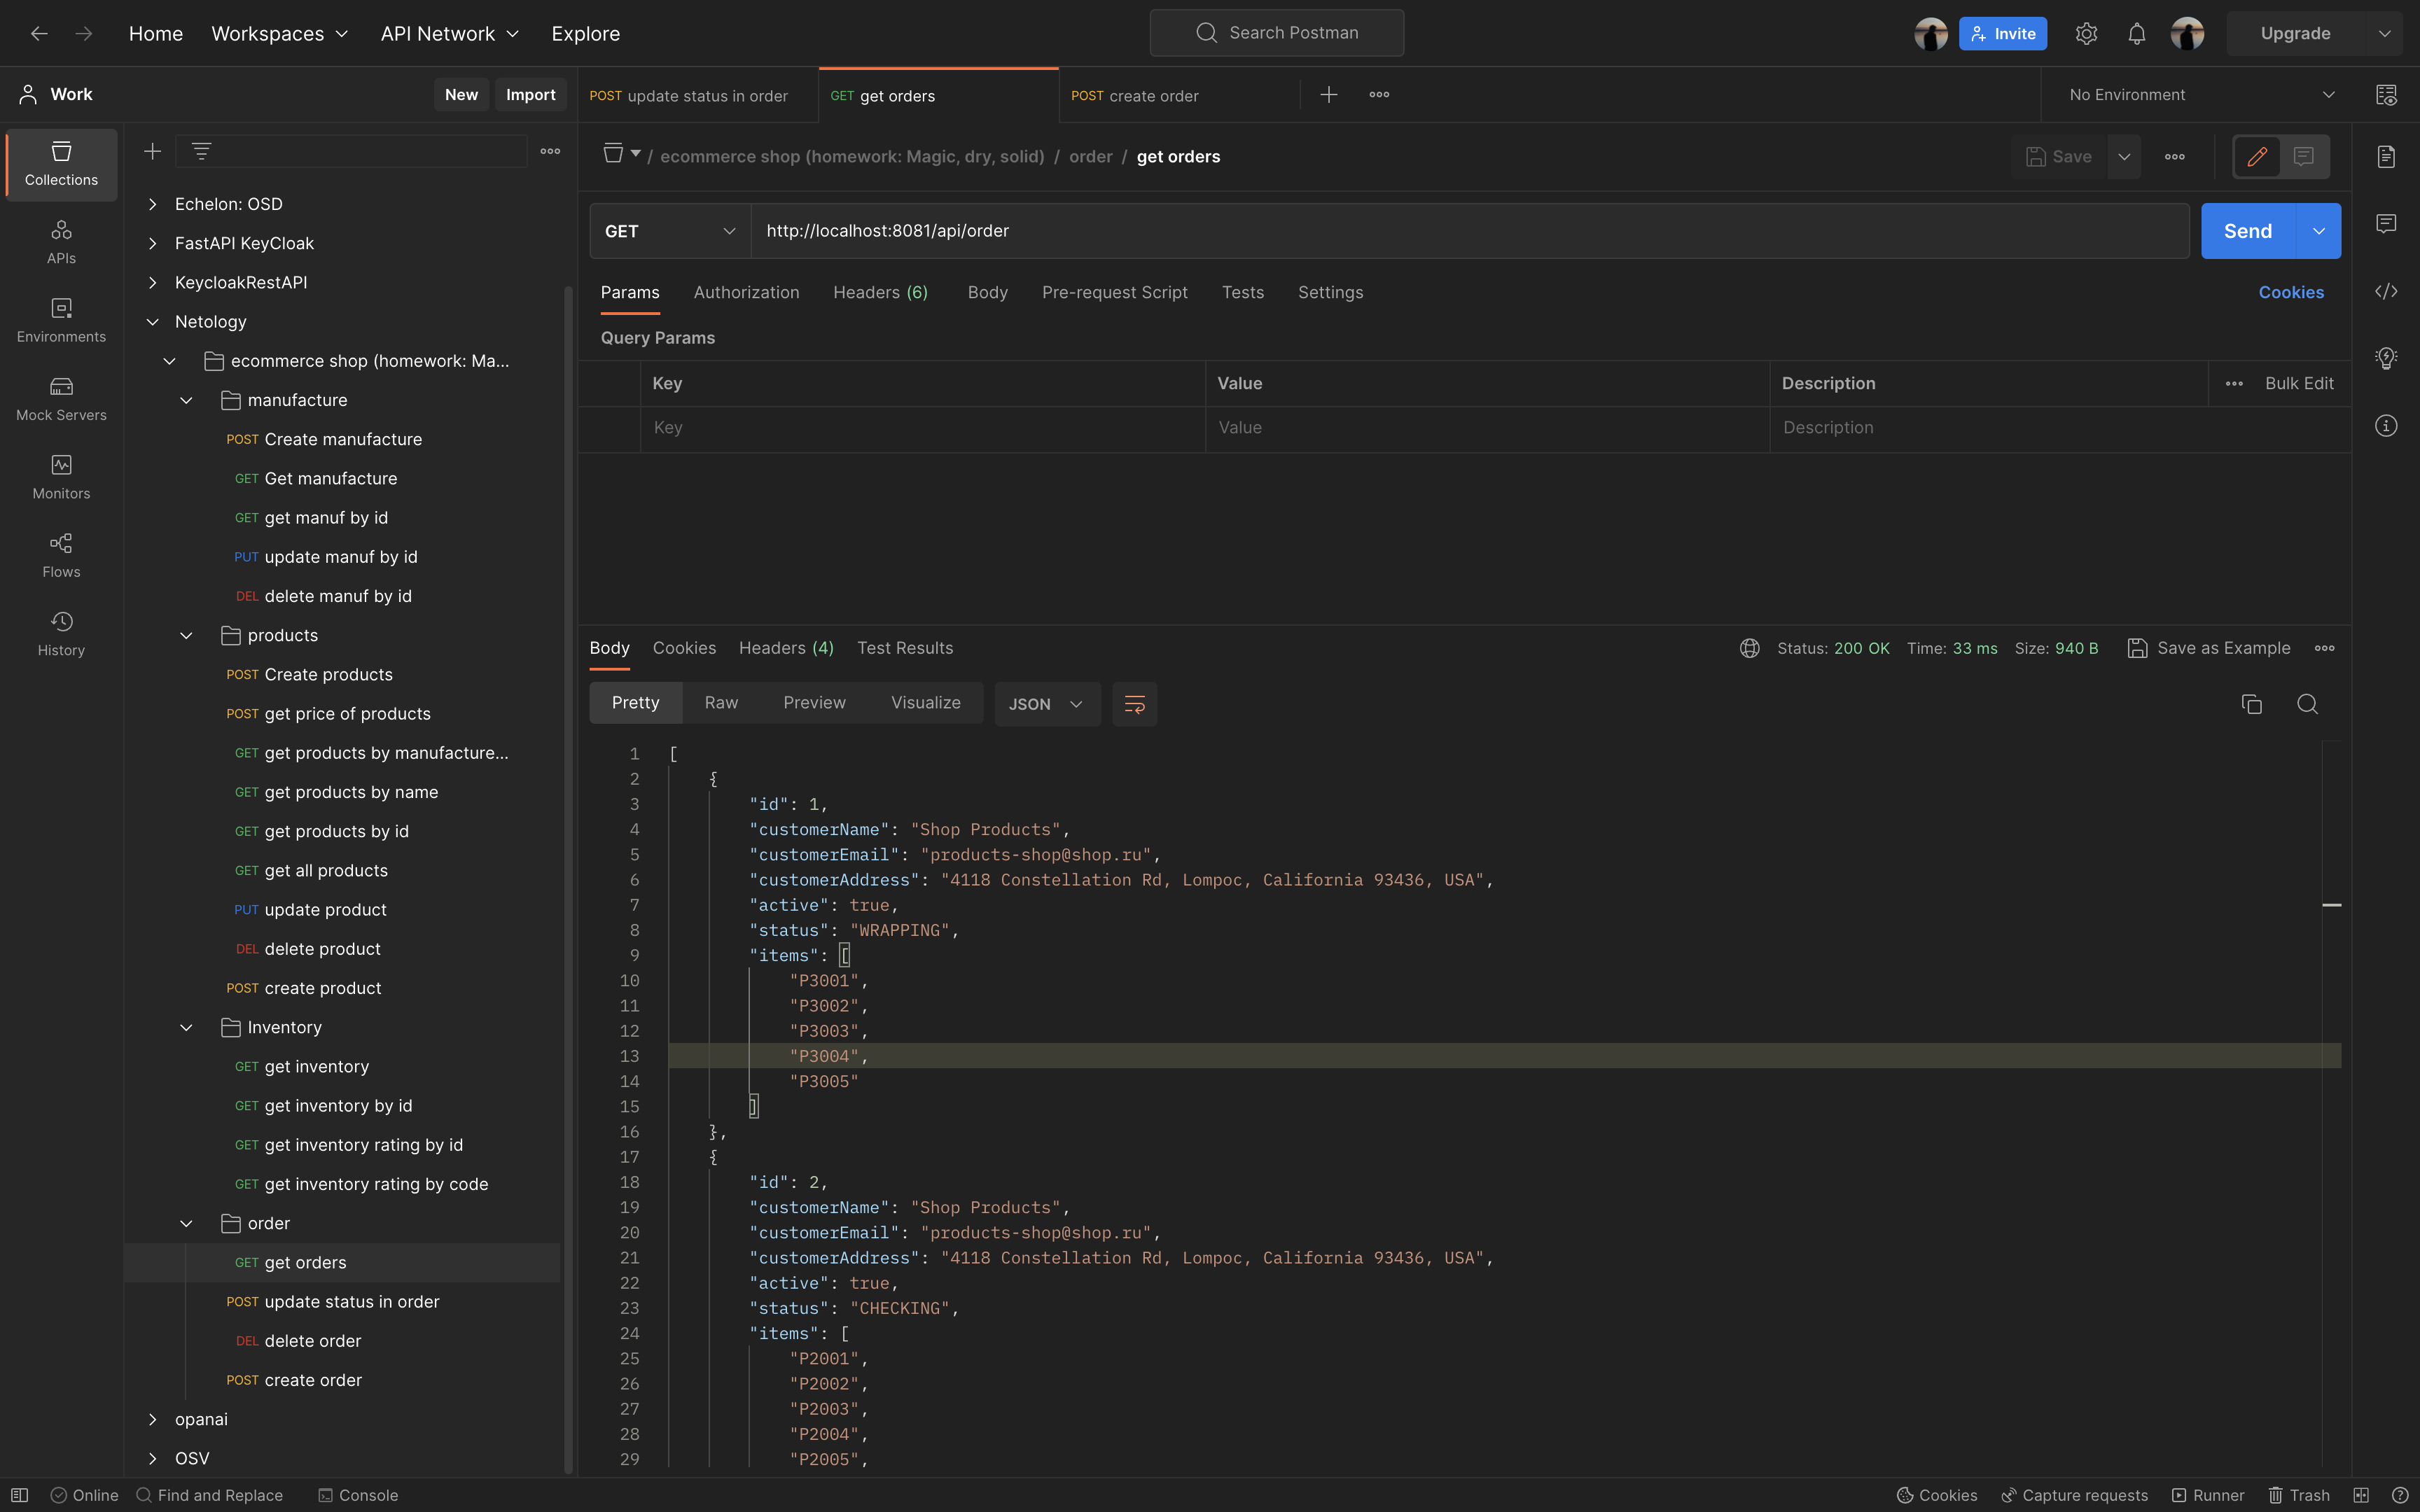 Home Workspaces API Network Explore Search Postman Invite Upgrade
Work New Import
POST update status in order GET get orders POST create order No Environment
Collections
APIs
Environments
Mock Servers
Monitors
Flows
History
Echelon: OSD
FastAPI KeyCloak
KeycloakRestAPI
Netology
ecommerce shop (homework: Ma...
manufacture
POST Create manufacture
GET Get manufacture
GET get manuf by id
PUT update manuf by id
DEL delete manuf by id
products
POST Create products
POST get price of products
GET get products by manufacture...
GET get products by name
GET get products by id
GET get all products
PUT update product
DEL delete product
POST create product
Inventory
GET get inventory
GET get inventory by id
GET get inventory rating by id
GET get inventory rating by code
order
GET get orders
POST update status in order
DEL delete order
POST create order
opanai
OSV
/ ecommerce shop (homework: Magic, dry, solid) / order / get orders Save
GET http://localhost:8081/api/order Send
Params Authorization Headers (6) Body Pre-request Script Tests Settings Cookies
Query Params
Key Value Description Bulk Edit
Key Value Description
Body Cookies Headers (4) Test Results Status: 200 OK Time: 33 ms Size: 940 B Save as Example
Pretty Raw Preview Visualize JSON
1 [
2 {
3 "id": 1,
4 "customerName": "Shop Products",
5 "customerEmail": "products-shop@shop.ru",
6 "customerAddress": "4118 Constellation Rd, Lompoc, California 93436, USA",
7 "active": true,
8 "status": "WRAPPING",
9 "items": [
10 "P3001",
11 "P3002",
12 "P3003",
13 "P3004",
14 "P3005"
15 ]
16 },
17 {
18 "id": 2,
19 "customerName": "Shop Products",
20 "customerEmail": "products-shop@shop.ru",
21 "customerAddress": "4118 Constellation Rd, Lompoc, California 93436, USA",
22 "active": true,
23 "status": "CHECKING",
24 "items": [
25 "P2001",
26 "P2002",
27 "P2003",
28 "P2004",
29 "P2005",
Online Find and Replace Console Cookies Capture requests Runner Trash